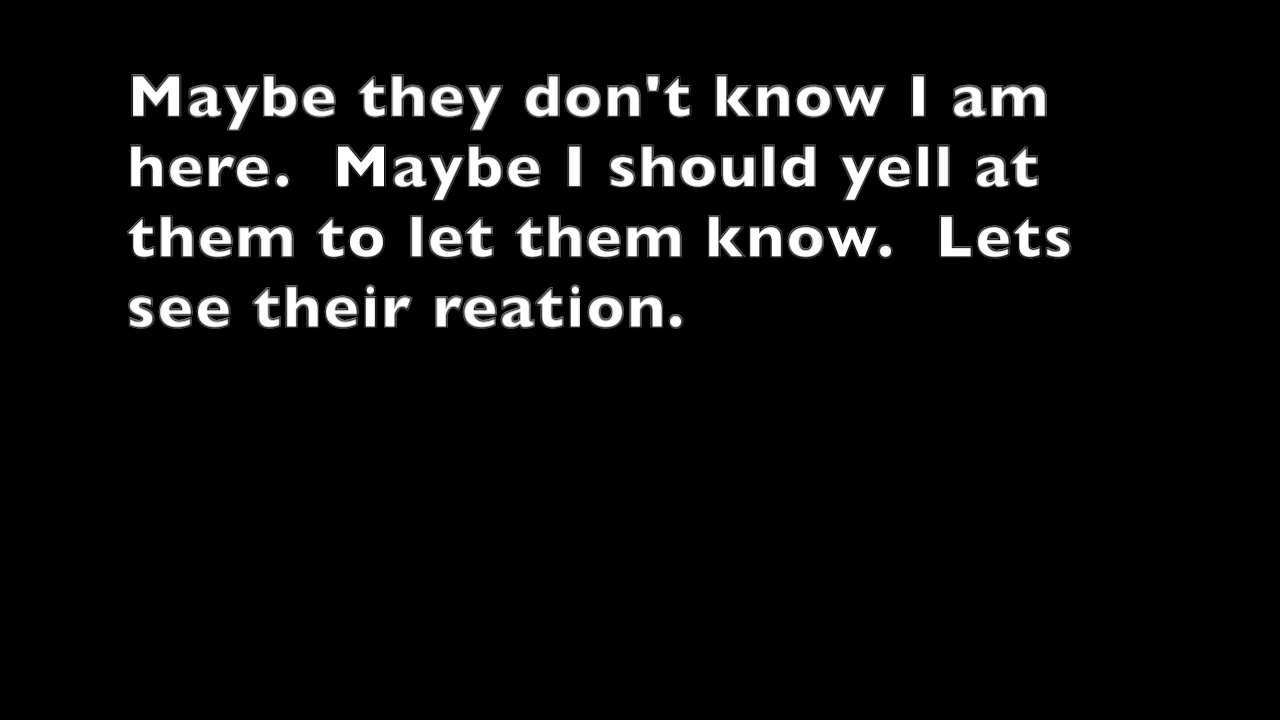 Maybe they don't know I am
here.  Maybe I should yell at
them to let them know.  Lets
see their reation.